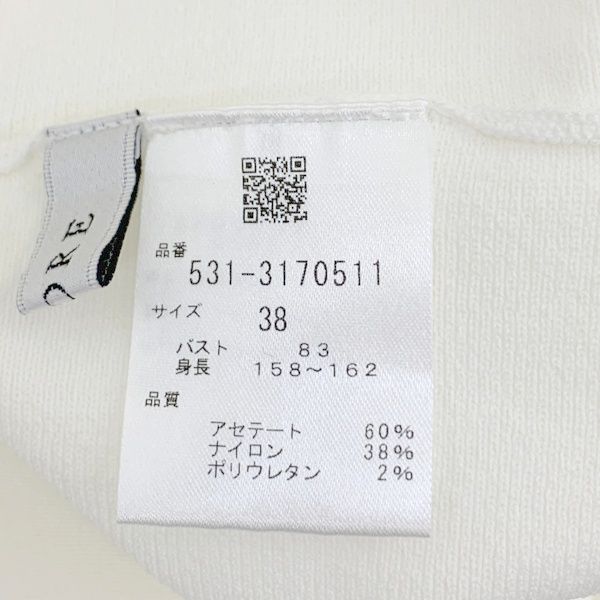 ORE
品番
531-3170511
サイズ 38
バスト 83
身長 158～162
品質
アセテート 60%
ナイロン 38%
ポリウレタン 2%